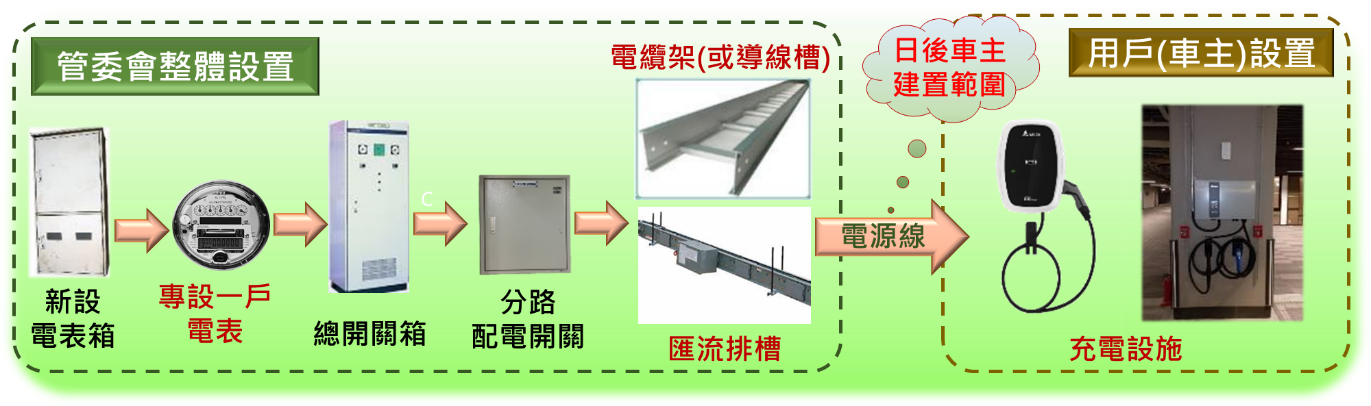 管委會整體設置
電纜架(或導線槽)
日後車主
建置範圍
用戶(車主)設置
C
電源線
新設
電表箱
專設一戶
電表
總開關箱
分路
配電開關
匯流排槽
充電設施